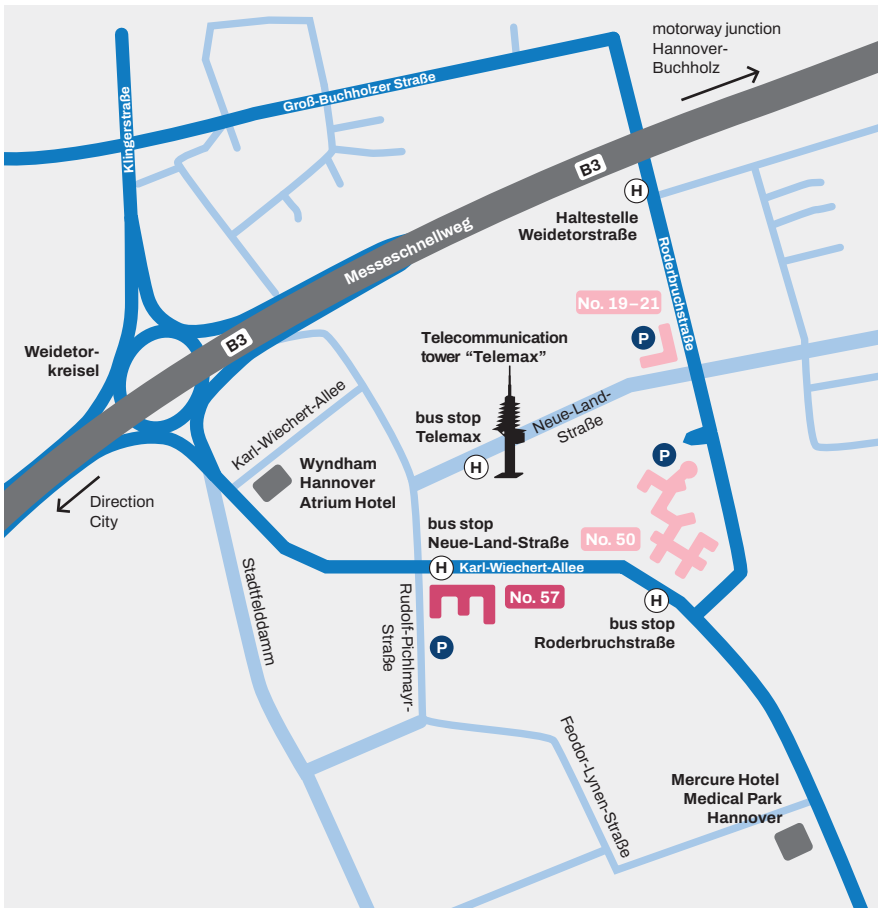 motorway junction
Hannover-
Buchholz
Klingerstraße
Groß-Buchholzer Straße
B3
H
Haltestelle
Weidetorstraße
Messeschnellweg
Roderbruchstraße
No. 19–21
P
Weidetor-
kreisel
B3
Telecommunication
tower “Telemax”
Karl-Wiechert-Allee
bus stop
Telemax
H
Neue-Land-
Straße
P
Wyndham
Hannover
Atrium Hotel
Direction
City
bus stop
Neue-Land-Straße
No. 50
H
Karl-Wiechert-Allee
Stadtfelddamm
Rudolf-Pichlmayr-
Straße
No. 57
H
bus stop
Roderbruchstraße
P
Feodor-Lynen-Straße
Mercure Hotel
Medical Park
Hannover